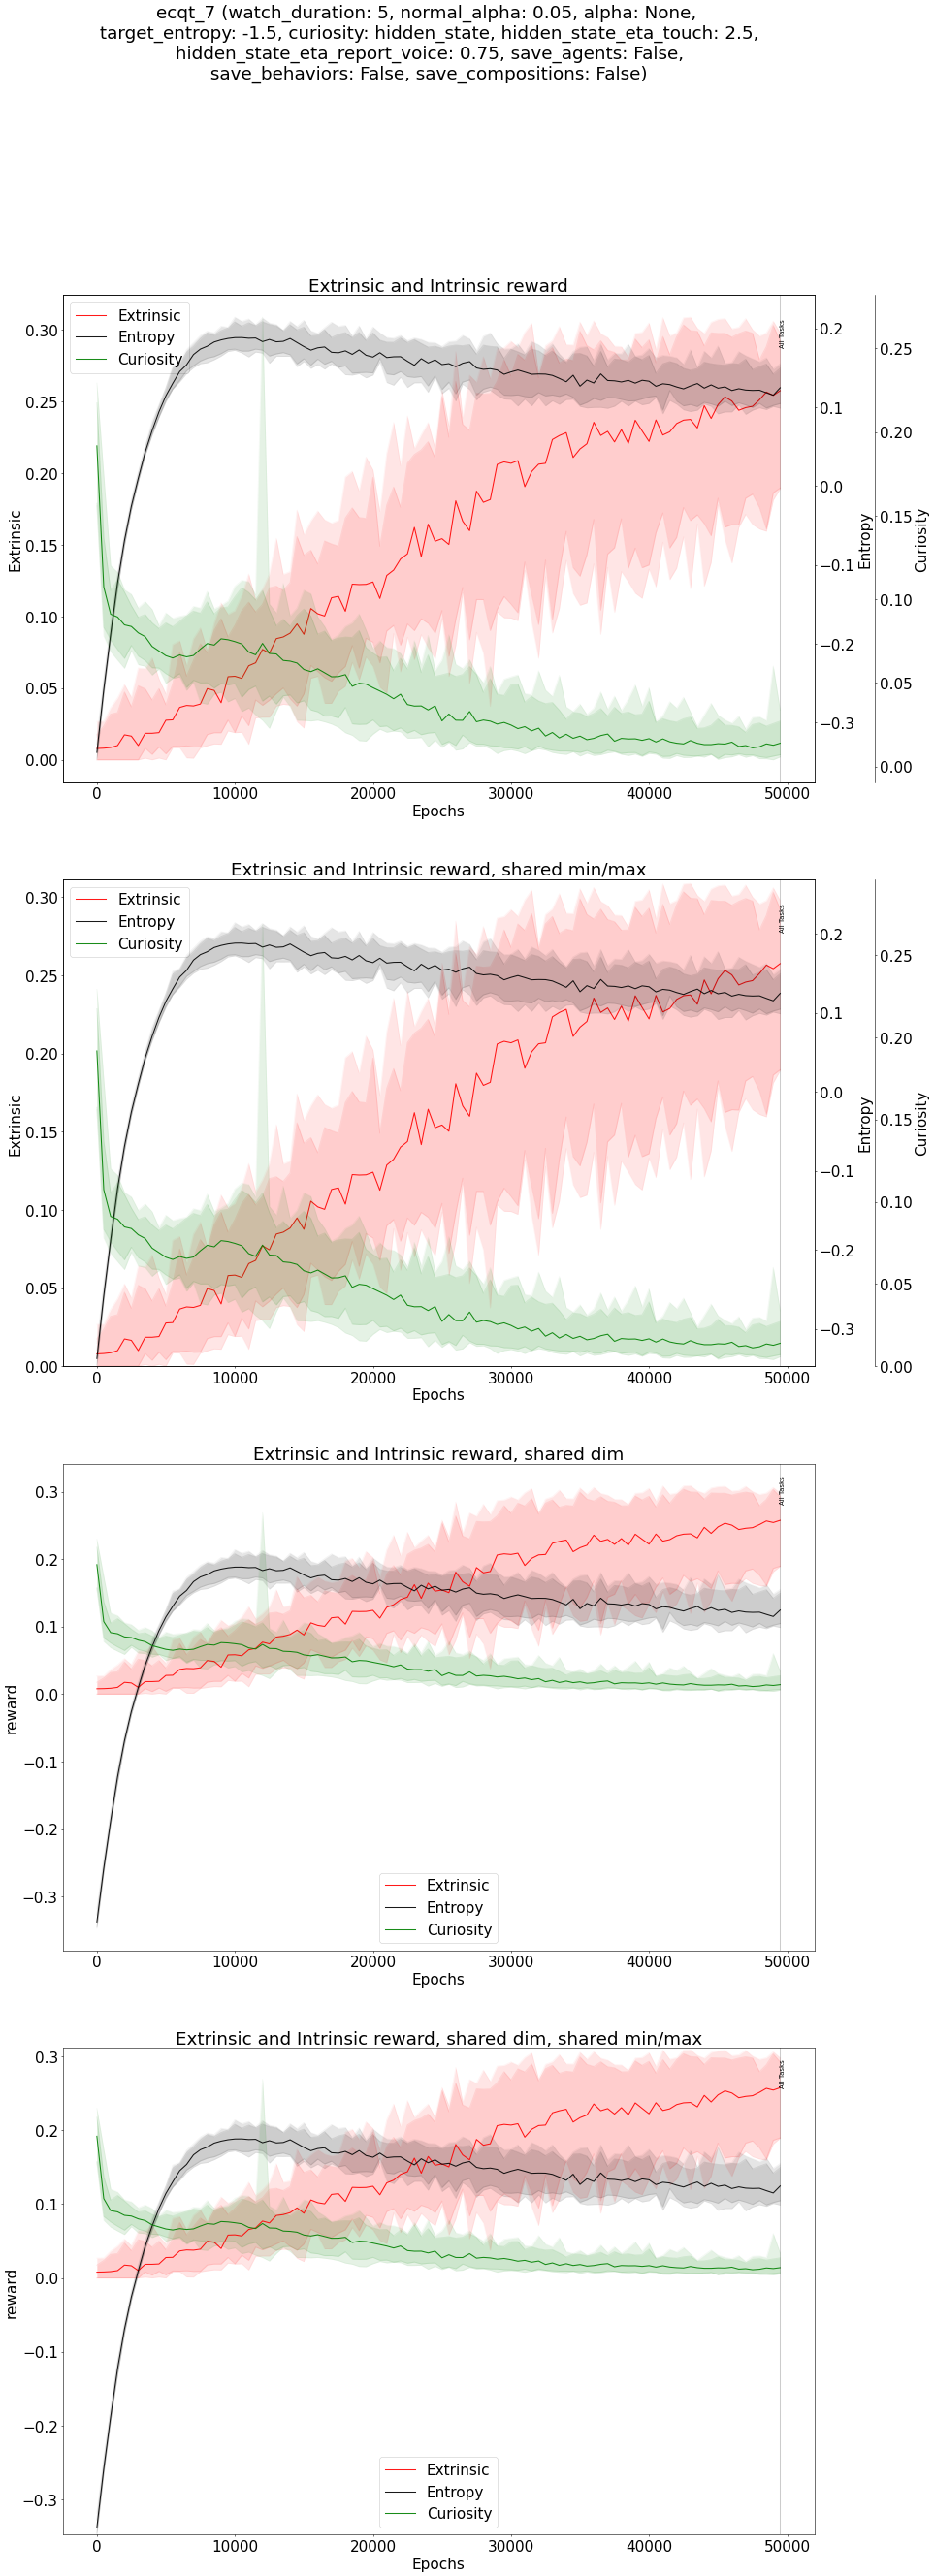 ecqt_7 (watch_duration: 5, normal_alpha: 0.05, alpha: None,
target_entropy: -1.5, curiosity: hidden_state, hidden_state_eta_touch: 2.5,
hidden_state_eta_report_voice: 0.75, save_agents: False,
save_behaviors: False, save_compositions: False)
Extrinsic and Intrinsic reward
Extrinsic
Entropy
Curiosity
All Tasks
0.30
0.25
0.20
0.15
0.10
0.05
0.00
Extrinsic
0.2
0.1
0.0
−0.1
−0.2
−0.3
Entropy
0.25
0.20
0.15
0.10
0.05
0.00
Curiosity
0
10000
20000
30000
40000
50000
Epochs
Extrinsic and Intrinsic reward, shared min/max
Extrinsic
Entropy
Curiosity
All Tasks
0.30
0.25
0.20
0.15
0.10
0.05
0.00
Extrinsic
0.2
0.1
0.0
−0.1
−0.2
−0.3
Entropy
0.25
0.20
0.15
0.10
0.05
0.00
Curiosity
0
10000
20000
30000
40000
50000
Epochs
Extrinsic and Intrinsic reward, shared dim
All Tasks
0.3
0.2
0.1
0.0
−0.1
−0.2
−0.3
reward
Extrinsic
Entropy
Curiosity
0
10000
20000
30000
40000
50000
Epochs
Extrinsic and Intrinsic reward, shared dim, shared min/max
All Tasks
0.3
0.2
0.1
0.0
−0.1
−0.2
−0.3
reward
Extrinsic
Entropy
Curiosity
0
10000
20000
30000
40000
50000
Epochs